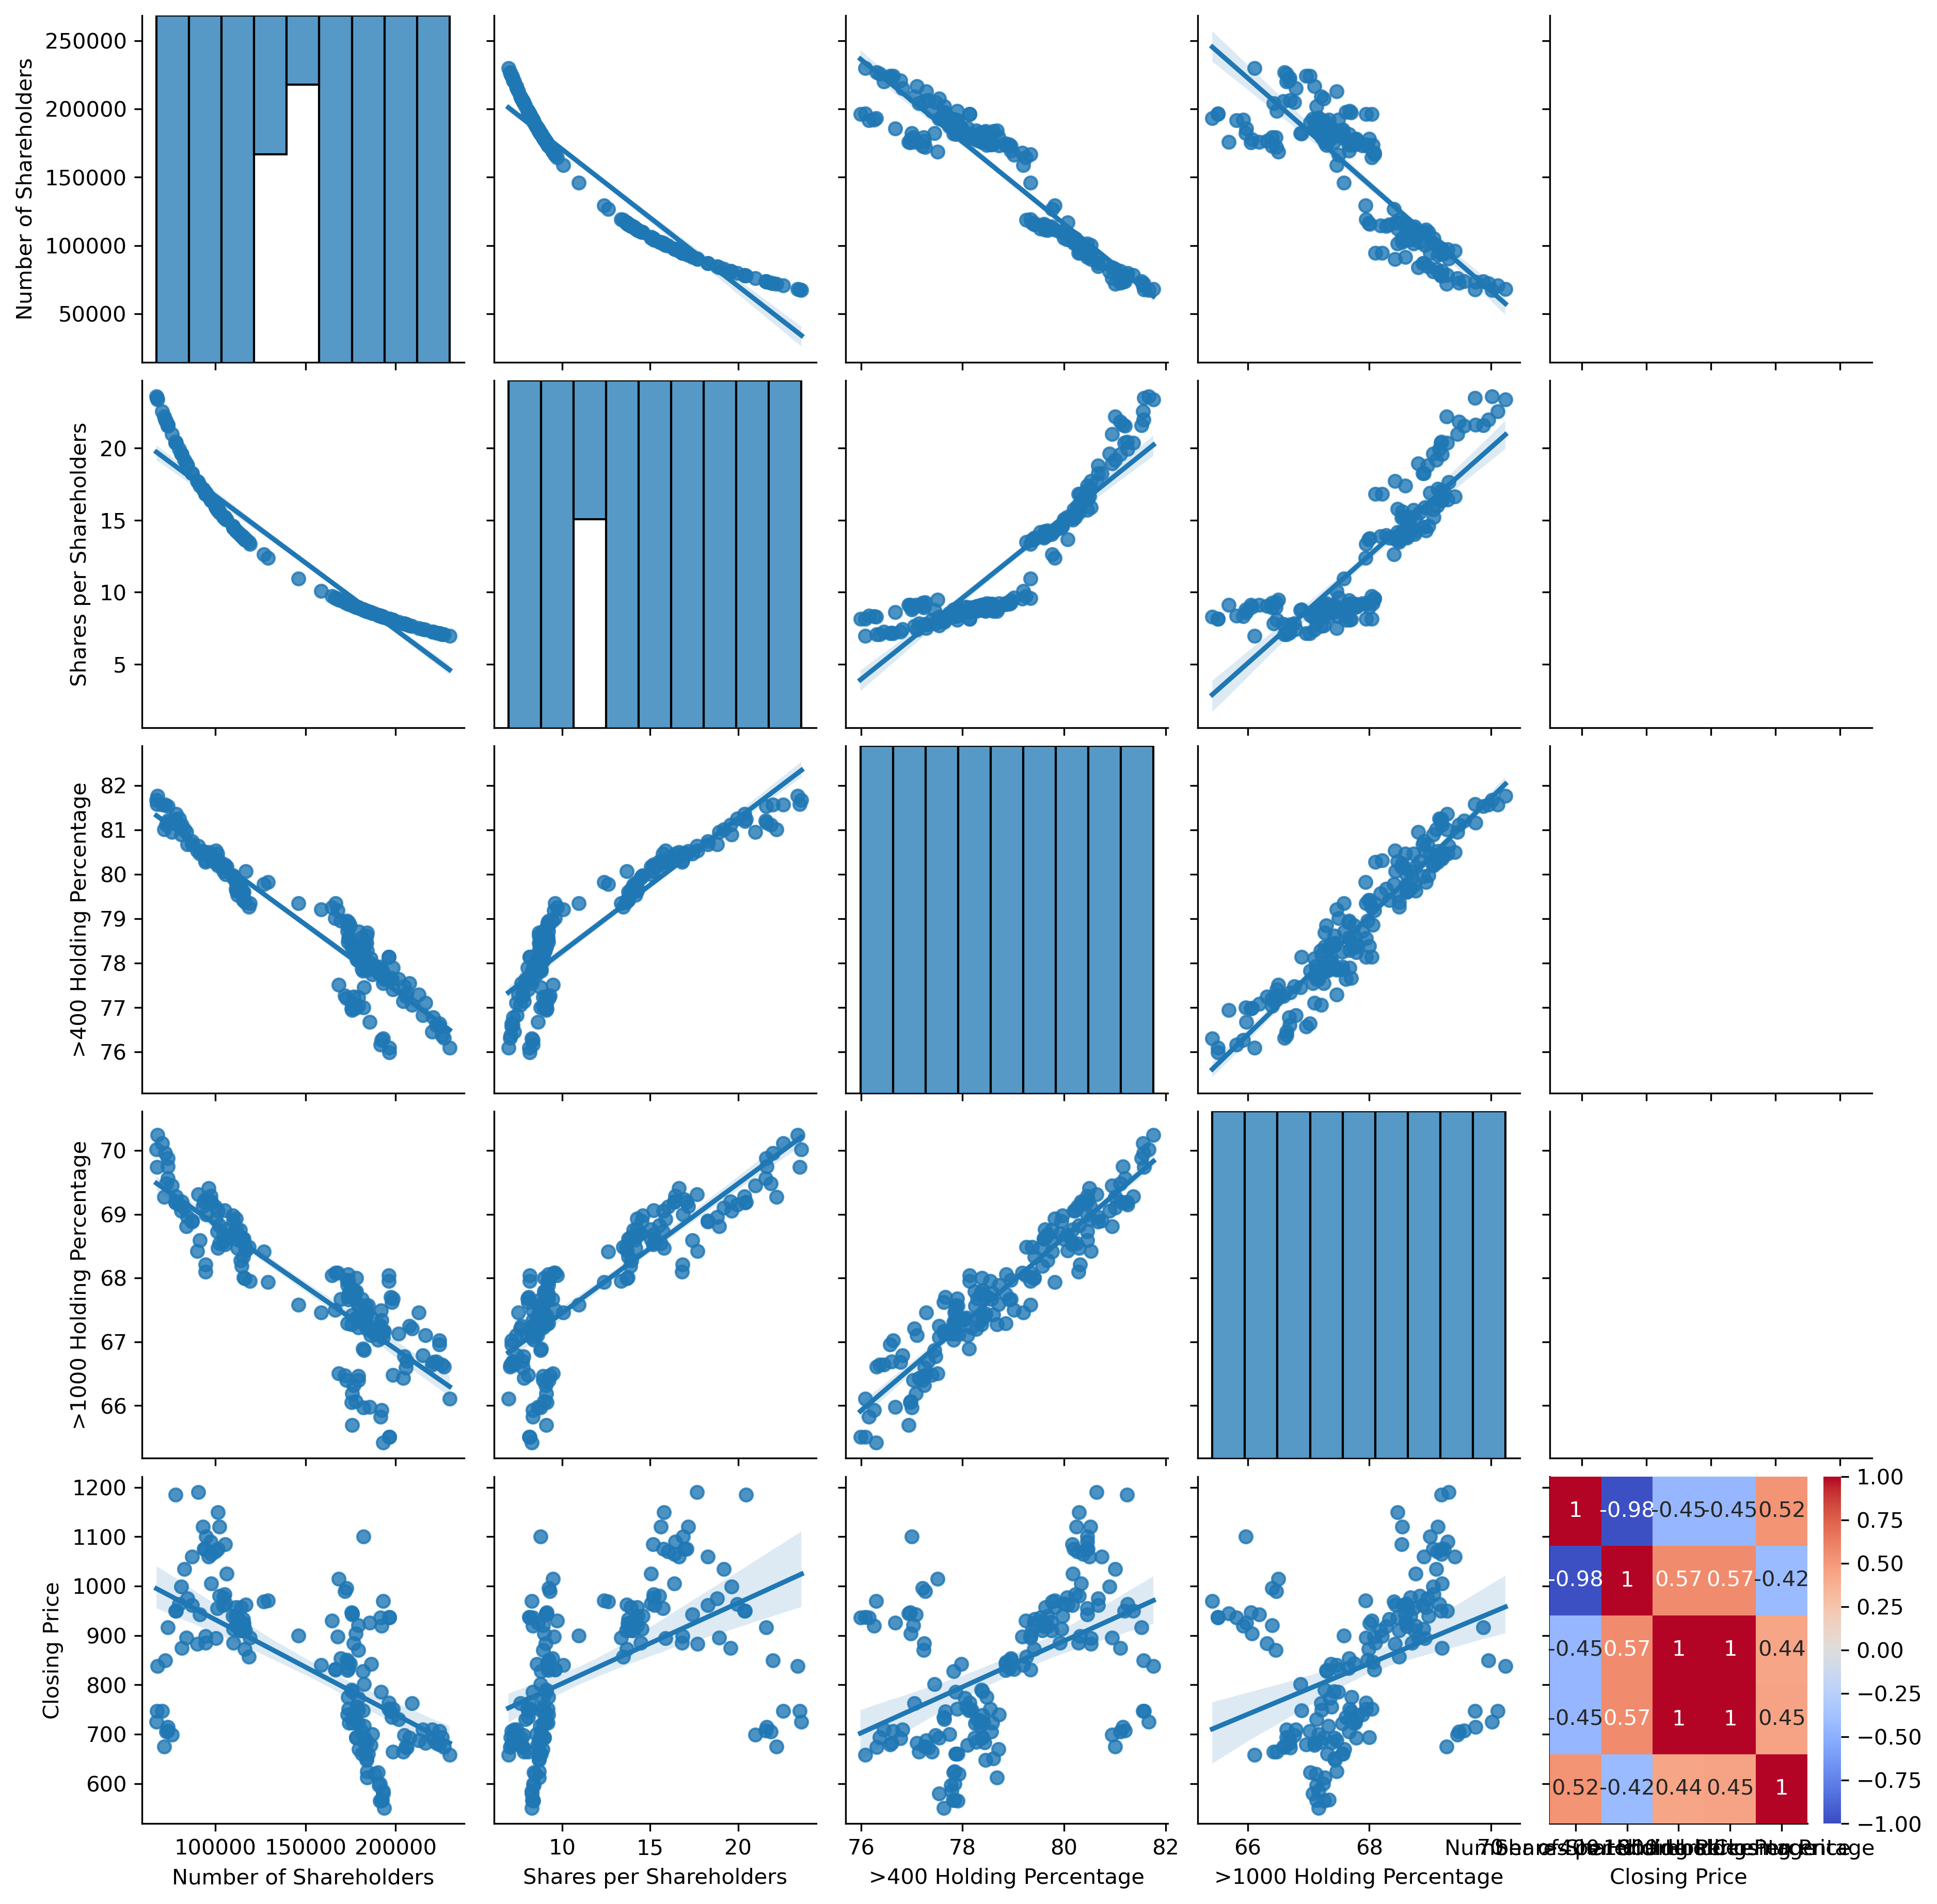 250000
200000
150000
100000
50000
Number of Shareholders
20
15
10
5
Shares per Shareholders
82
81
80
79
78
77
76
>400 Holding Percentage
70
69
68
67
66
>1000 Holding Percentage
1200
1100
1000
900
800
700
600
Closing Price
1 -0.98 -0.45 -0.45 0.52
-0.98 1 0.57 0.57 -0.42
-0.45 0.57 1 1 0.44
-0.45 0.57 1 1 0.45
0.52 -0.42 0.44 0.45 1
1.00
0.75
0.50
0.25
0.00
−0.25
−0.50
−0.75
−1.00
100000 150000 200000
10 15 20
76 78 80 82
66 68 70
Number of Shareholders
Shares per Shareholders
>400 Holding Percentage
>1000 Holding Percentage
Closing Price